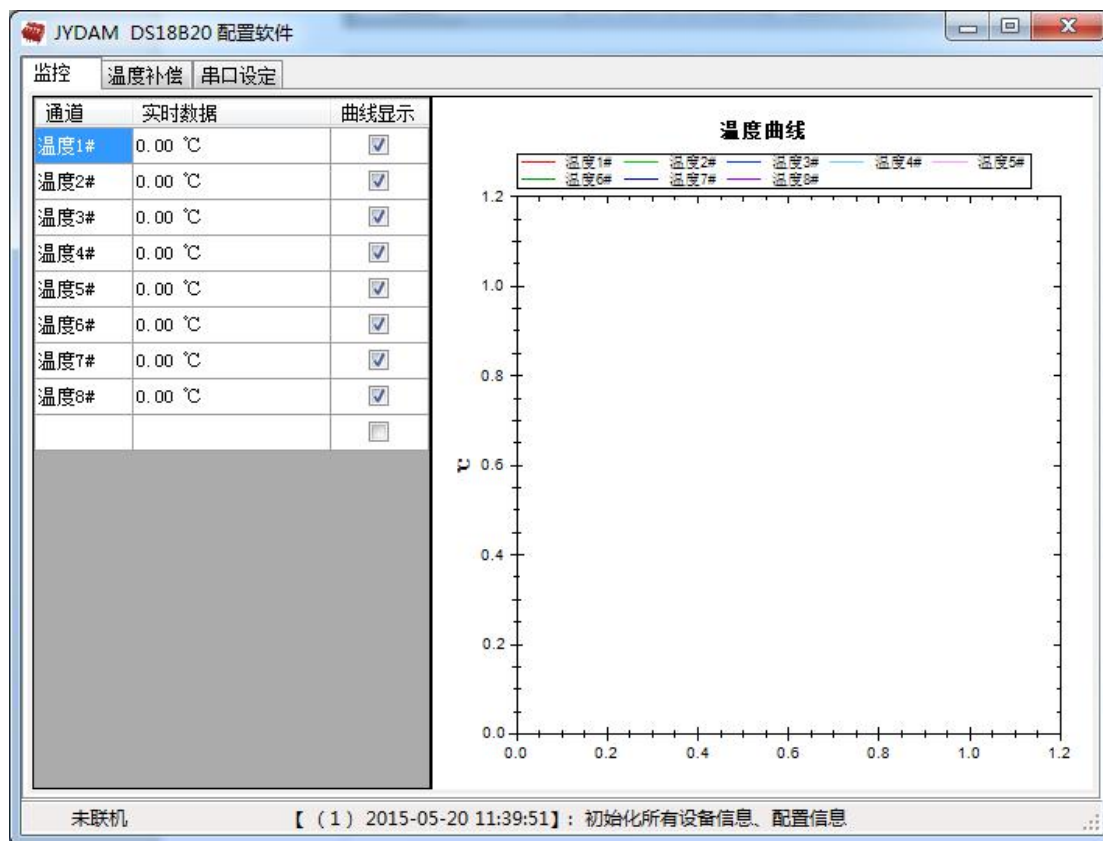 JYDAM DS18B20 配置软件
监控 温度补偿 串口设定
通道 实时数据 曲线显示
温度1# 0.00 ℃
温度2# 0.00 ℃
温度3# 0.00 ℃
温度4# 0.00 ℃
温度5# 0.00 ℃
温度6# 0.00 ℃
温度7# 0.00 ℃
温度8# 0.00 ℃
温度曲线
温度1# 温度2# 温度3# 温度4# 温度5#
温度6# 温度7# 温度8#
1.2
1.0
0.8
0.6
0.4
0.2
0.0
℃
0.0 0.2 0.4 0.6 0.8 1.0 1.2
未联机 【（1）2015-05-20 11:39:51】: 初始化所有设备信息、配置信息